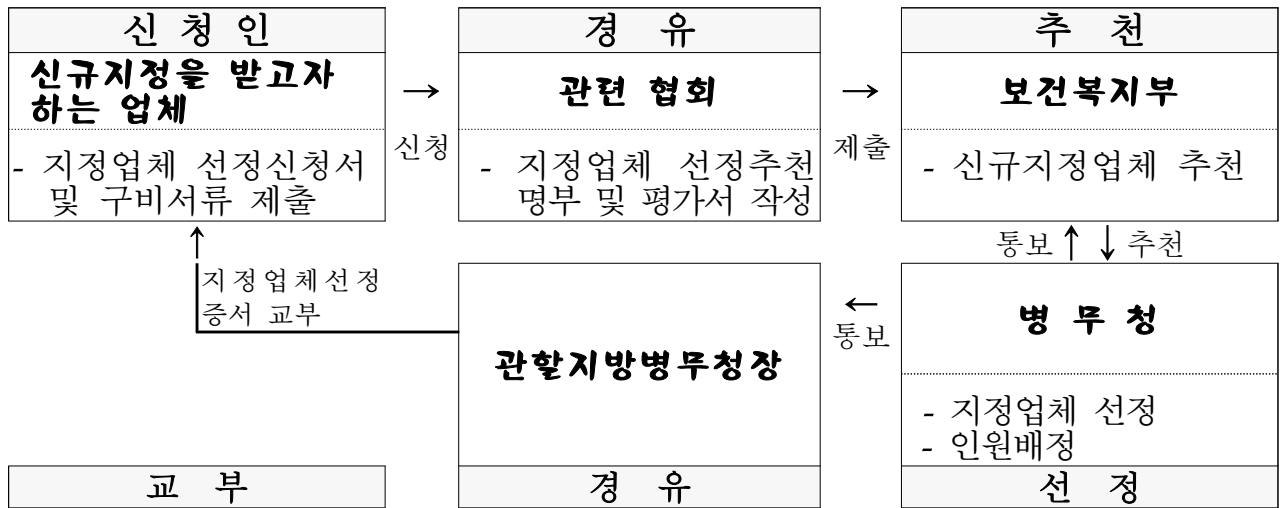 신 청 인
신규지정을 받고자
하는 업체
- 지정업체 선정신청서
및 구비서류 제출
→
신청
경 유
관련 협회
- 지정업체 선정추천
명부 및 평가서 작성
→
제출
추 천
보건복지부
- 신규지정업체 추천
통보 ↑ ↓ 추천
병 무 청
- 지정업체 선정
- 인원배정
선 정
←
통보
관할지방병무청장
경 유
지정업체선정
증서 교부
교 부